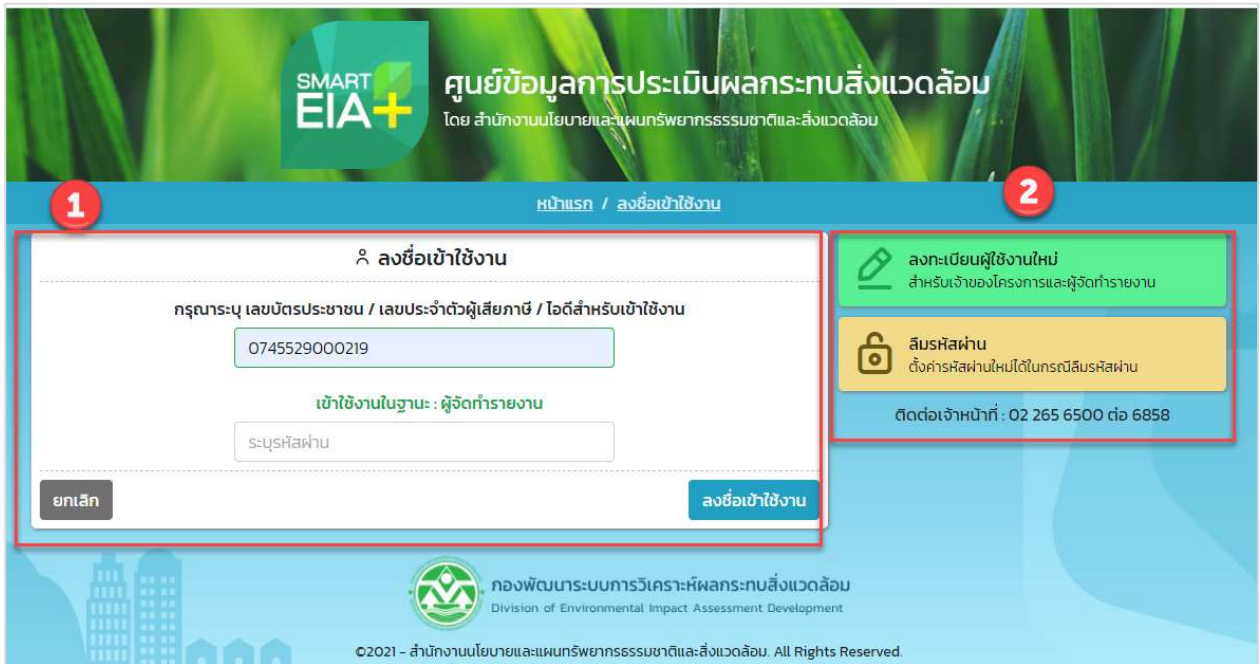 SMART
EIA+
ศูนย์ข้อมูลการประเมินผลกระทบสิ่งแวดล้อม
โดย สำนักงานนโยบายและแผนทรัพยากรธรรมชาติและสิ่งแวดล้อม
1
2
หน้าแรก / ลงชื่อเข้าใช้งาน
ลงชื่อเข้าใช้งาน
กรุณาระบุ เลขบัตรประชาชน / เลขประจำตัวผู้เสียภาษี / ไอดีสำหรับเข้าใช้งาน
0745529000219
เข้าใช้งานในฐานะ : ผู้จัดทำรายงาน
ระบุรหัสผ่าน
ยกเลิก
ลงชื่อเข้าใช้งาน
ลงทะเบียนผู้ใช้งานใหม่
สำหรับเจ้าของโครงการและผู้จัดทำรายงาน
ลืมรหัสผ่าน
ตั้งค่ารหัสผ่านใหม่ได้ในกรณีลืมรหัสผ่าน
ติดต่อเจ้าหน้าที่ : 02 265 6500 ต่อ 6858
กองพัฒนาระบบการวิเคราะห์ผลกระทบสิ่งแวดล้อม
Division of Environmental Impact Assessment Development
©2021 - สำนักงานนโยบายและแผนทรัพยากรธรรมชาติและสิ่งแวดล้อม. All Rights Reserved.